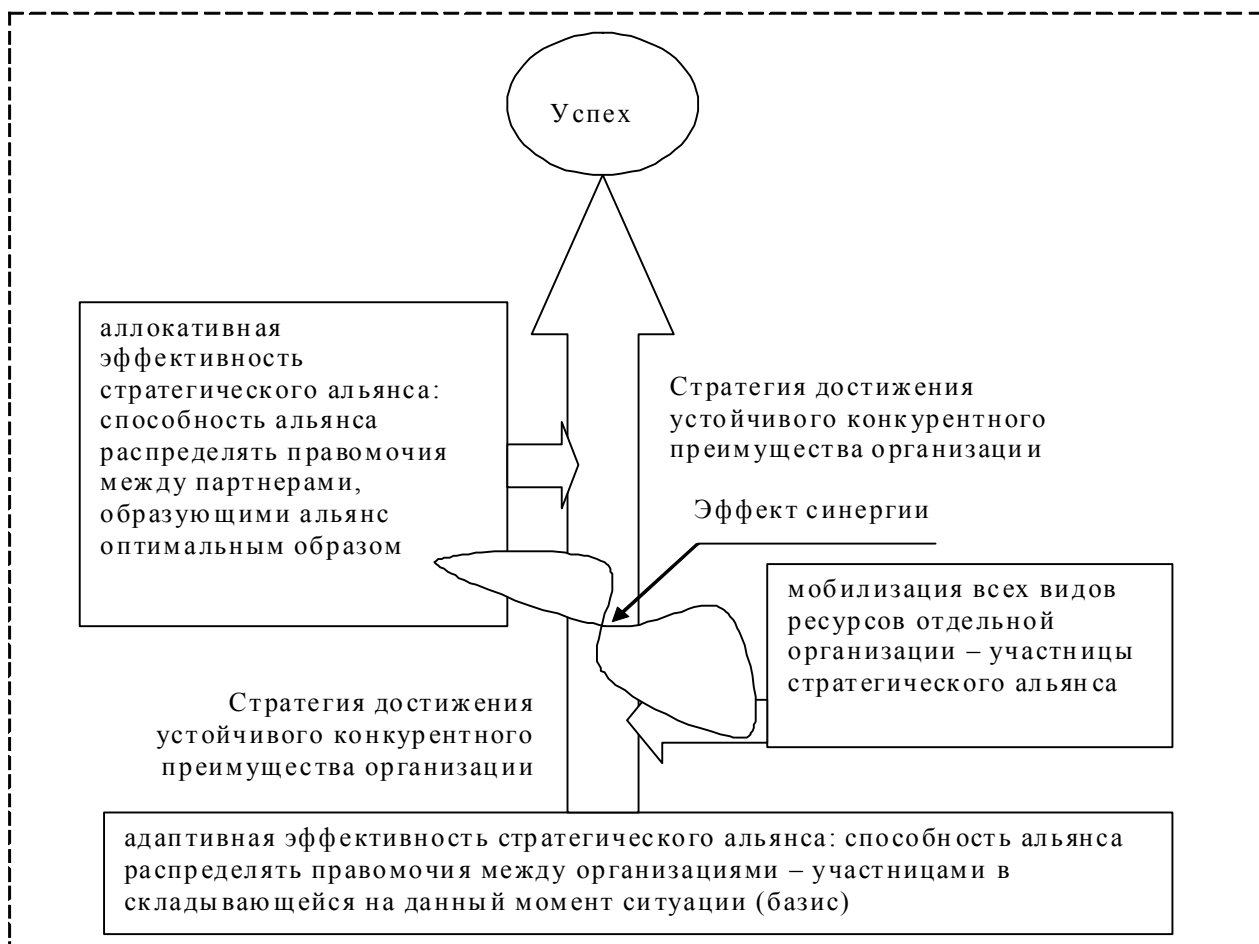 Успех
аллокативная
эффективность
стратегического альянса:
способность альянса
распределять правомочия
между партнерами,
образующими альянс
оптимальным образом
Стратегия достижения
устойчивого конкурентного
преимущества организации
Эффект синергии
мобилизация всех видов
ресурсов отдельной
организации – участницы
стратегического альянса
Стратегия достижения
устойчивого конкурентного
преимущества организации
адаптивная эффективность стратегического альянса: способность альянса
распределять правомочия между организациями – участницами в
складывающейся на данный момент ситуации (базис)